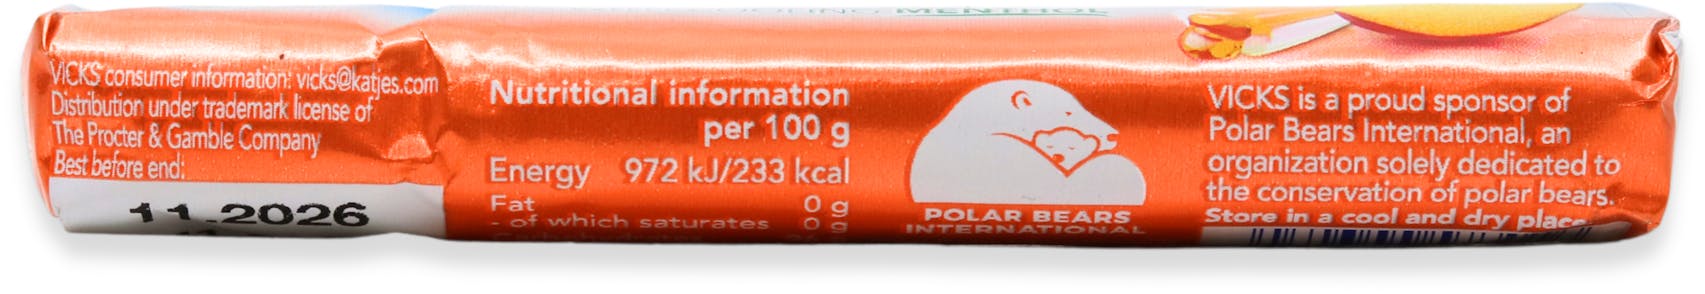 MENTHOL
VICKS consumer information: vicks@katjes.com
Distribution under trademark license of
The Procter & Gamble Company
Best before end:
11.2026
Nutritional information
per 100 g
Energy 972 kJ/233 kcal
Fat 0 g
- of which saturates 0 g
POLAR BEARS
INTERNATIONAL
VICKS is a proud sponsor of
Polar Bears International, an
organization solely dedicated to
the conservation of polar bears.
Store in a cool and dry place